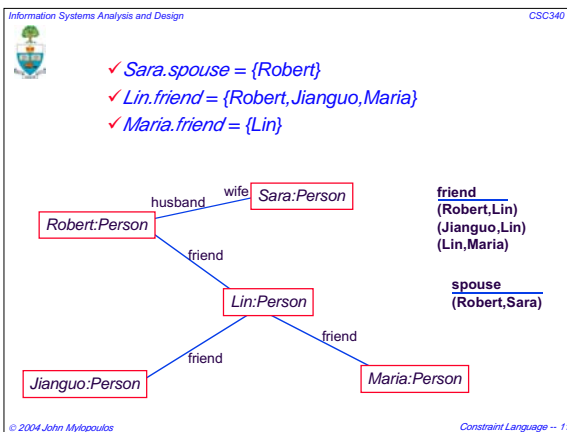 Information Systems Analysis and Design CSC340
✓ Sara.spouse = {Robert}
✓ Lin.friend = {Robert,Jianguo,Maria}
✓ Maria.friend = {Lin}
husband wife Sara:Person
Robert:Person
friend
Lin:Person
friend
friend
Jianguo:Person
Maria:Person
friend
(Robert,Lin)
(Jianguo,Lin)
(Lin,Maria)
spouse
(Robert,Sara)
© 2004 John Mylopoulos Constraint Language --